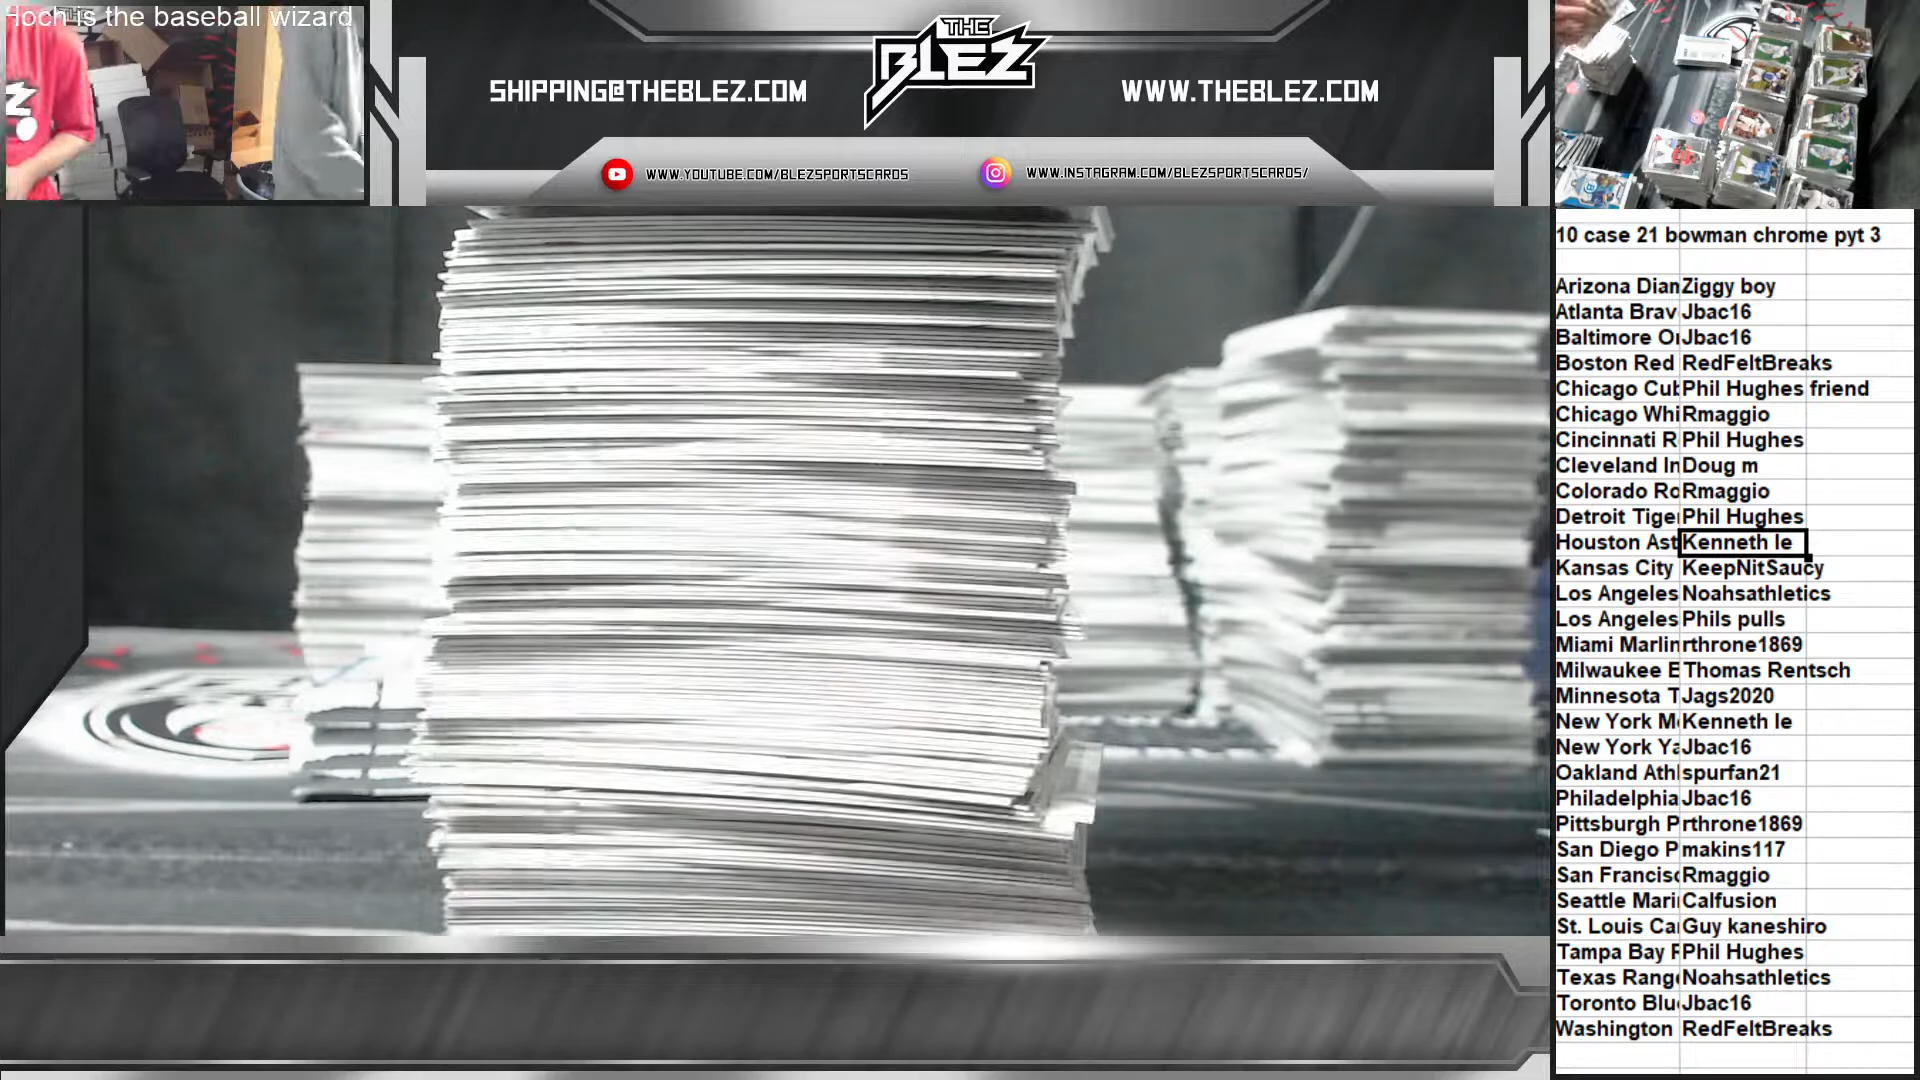 Hoch is the baseball wizard
THE
BLEZ
SHIPPING@THEBLEZ.COM
WWW.THEBLEZ.COM
WWW.YOUTUBE.COM/BLEZSPORTSCARDS
WWW.INSTAGRAM.COM/BLEZSPORTSCARDS/
10 case 21 bowman chrome pyt 3
Arizona Diam Ziggy boy
Atlanta Brav Jbac16
Baltimore Or Jbac16
Boston Red RedFeltBreaks
Chicago Cub Phil Hughes friend
Chicago Whi Rmaggio
Cincinnati R Phil Hughes
Cleveland In Doug m
Colorado Ro Rmaggio
Detroit Tiger Phil Hughes
Houston Ast Kenneth le
Kansas City KeepNitSaucy
Los Angeles Noahsathletics
Los Angeles Phils pulls
Miami Marlin rthrone1869
Milwaukee B Thomas Rentsch
Minnesota T Jags2020
New York M Kenneth le
New York Ya Jbac16
Oakland Athl spurfan21
Philadelphia Jbac16
Pittsburgh P rthrone1869
San Diego P makins117
San Francisc Rmaggio
Seattle Mari Calfusion
St. Louis Car Guy kaneshiro
Tampa Bay R Phil Hughes
Texas Range Noahsathletics
Toronto Blu Jbac16
Washington RedFeltBreaks